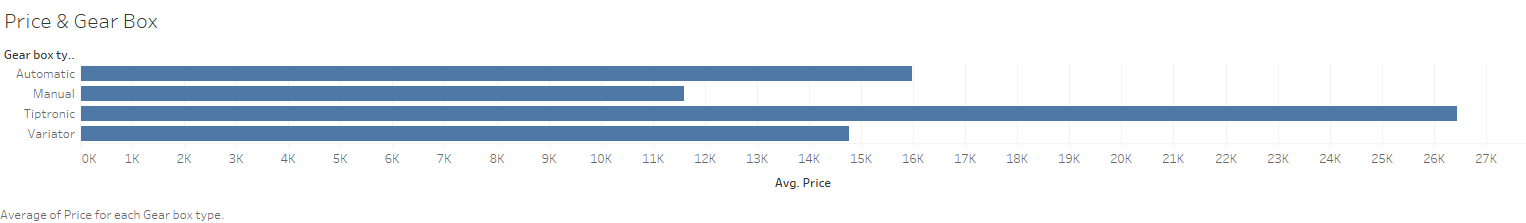 Price & Gear Box
Gear box ty..
Automatic
Manual
Tiptronic
Variator
0K 1K 2K 3K 4K 5K 6K 7K 8K 9K 10K 11K 12K 13K 14K 15K 16K 17K 18K 19K 20K 21K 22K 23K 24K 25K 26K 27K
Avg. Price
Average of Price for each Gear box type.